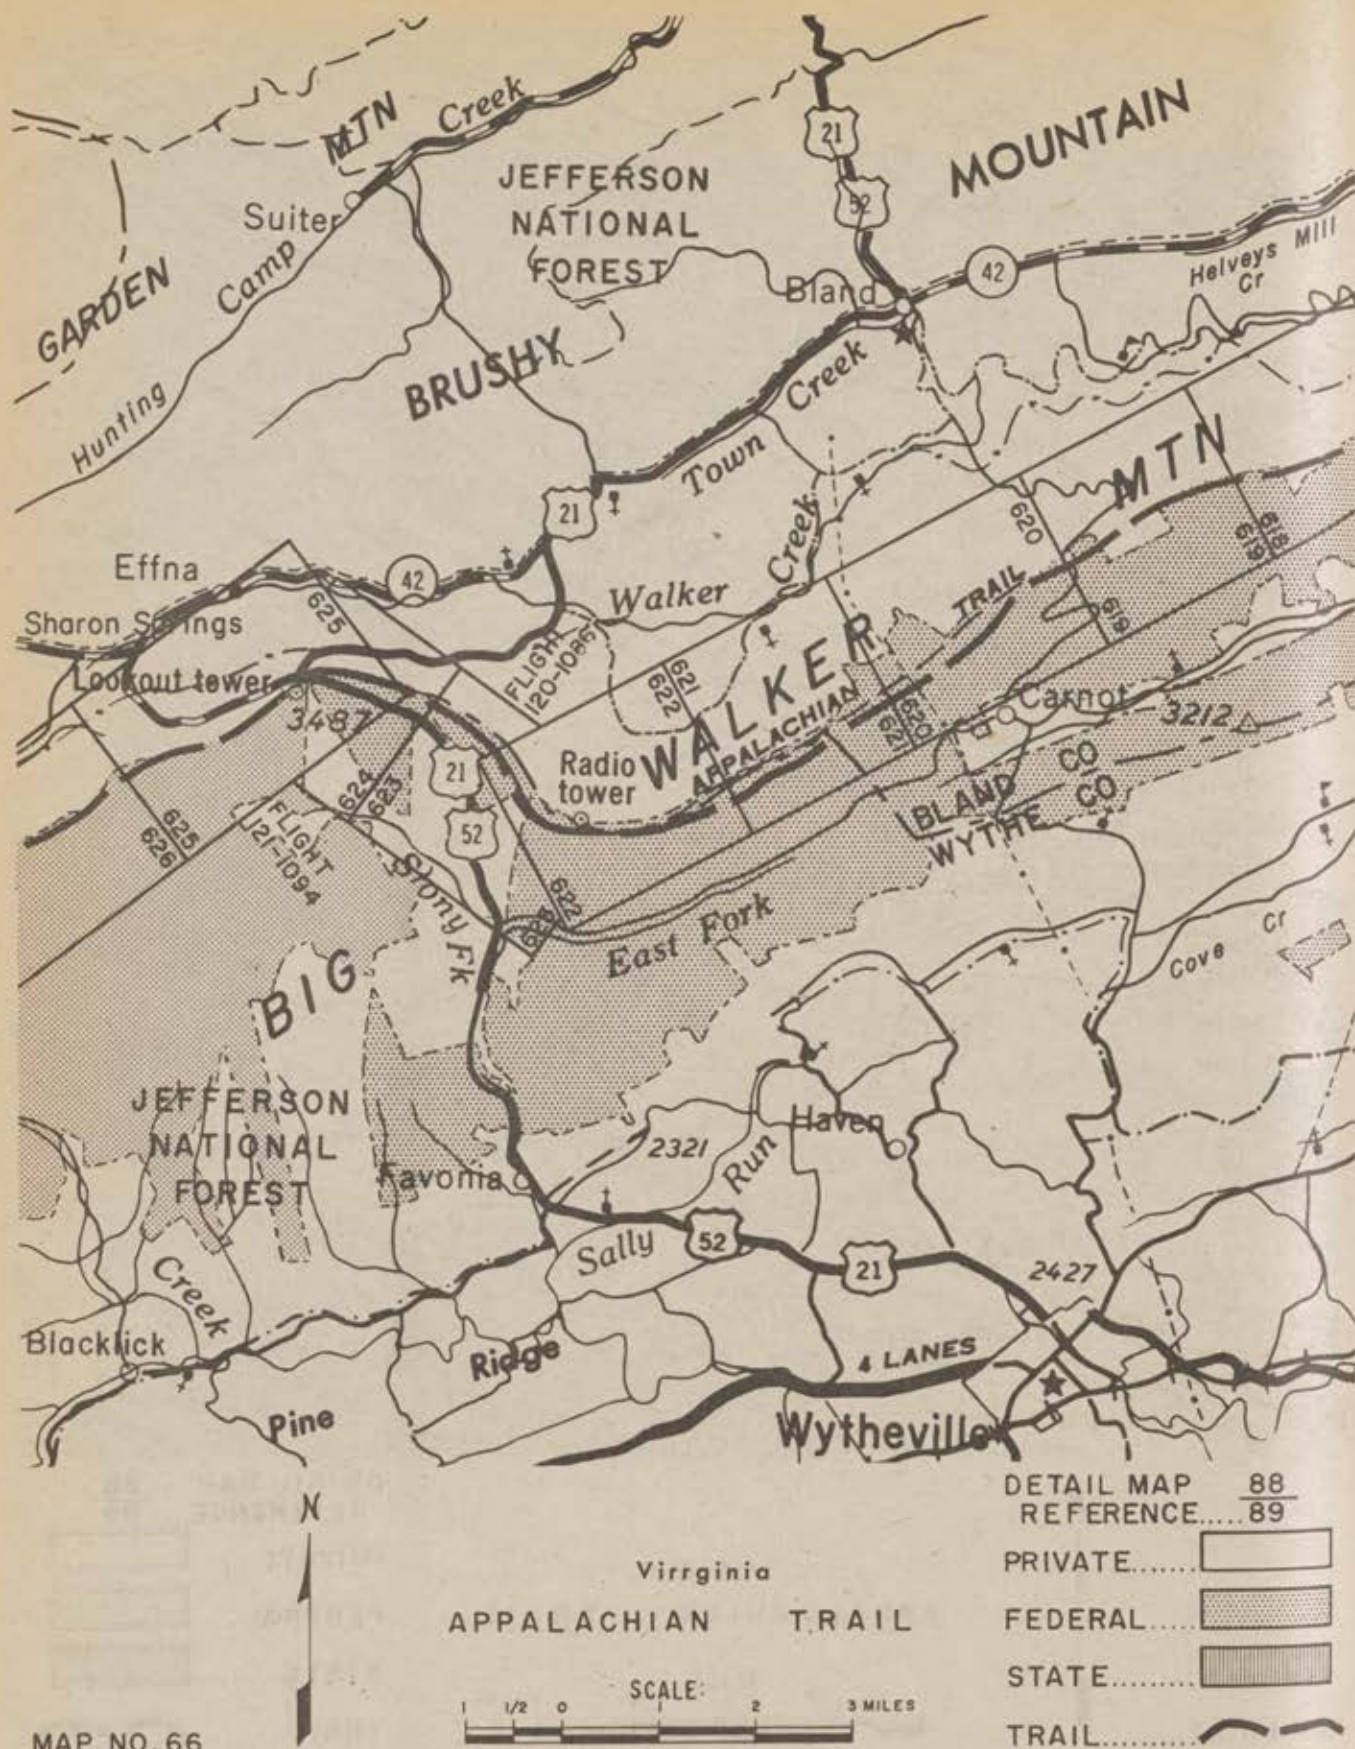 MTN
Creek
21
52
MOUNTAIN
JEFFERSON
NATIONAL
FOREST
Suiter
Camp
GARDEN
Hunting
BRUSHY
Bland
42
Helveys Mill
Cr
Creek
Town
21
Creek
MTN
620
619
618
619
Effna
42
625
Sharon Springs
Walker
TRAIL
Lookout tower
3487
FLIGHT
120-1086
621
622
WALKER
APPALACHIAN
620
621
Carnot
3212
21
52
Radio
tower
624
623
BLAND CO
WYTHE CO
625
626
FLIGHT
121-1094
Stony Fk
622
623
East Fork
Cove Cr
BIG
JEFFERSON
NATIONAL
FOREST
Favonia
2321
Run
Haven
Sally
52
21
2427
Creek
Blacklick
Ridge
4 LANES
Pine
Wytheville
N
DETAIL MAP 88
REFERENCE..... 89
PRIVATE.......
Virrginia
APPALACHIAN TRAIL
FEDERAL.....
STATE.........
SCALE:
1 1/2 0 1 2 3 MILES
TRAIL..........
MAP NO. 66